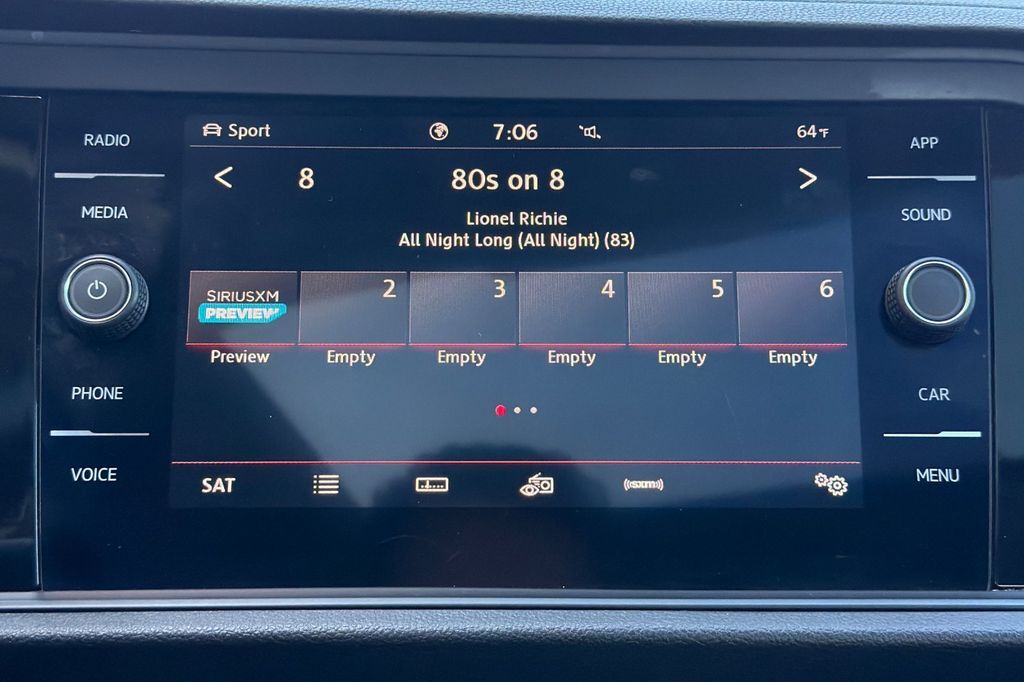 RADIO
MEDIA
PHONE
VOICE
Sport 7:06 64°F
< 8 80s on 8 >
Lionel Richie
All Night Long (All Night) (83)
SIRIUSXM
PREVIEW
2 3 4 5 6
Preview Empty Empty Empty Empty Empty
SAT ((sxm))
APP
SOUND
CAR
MENU